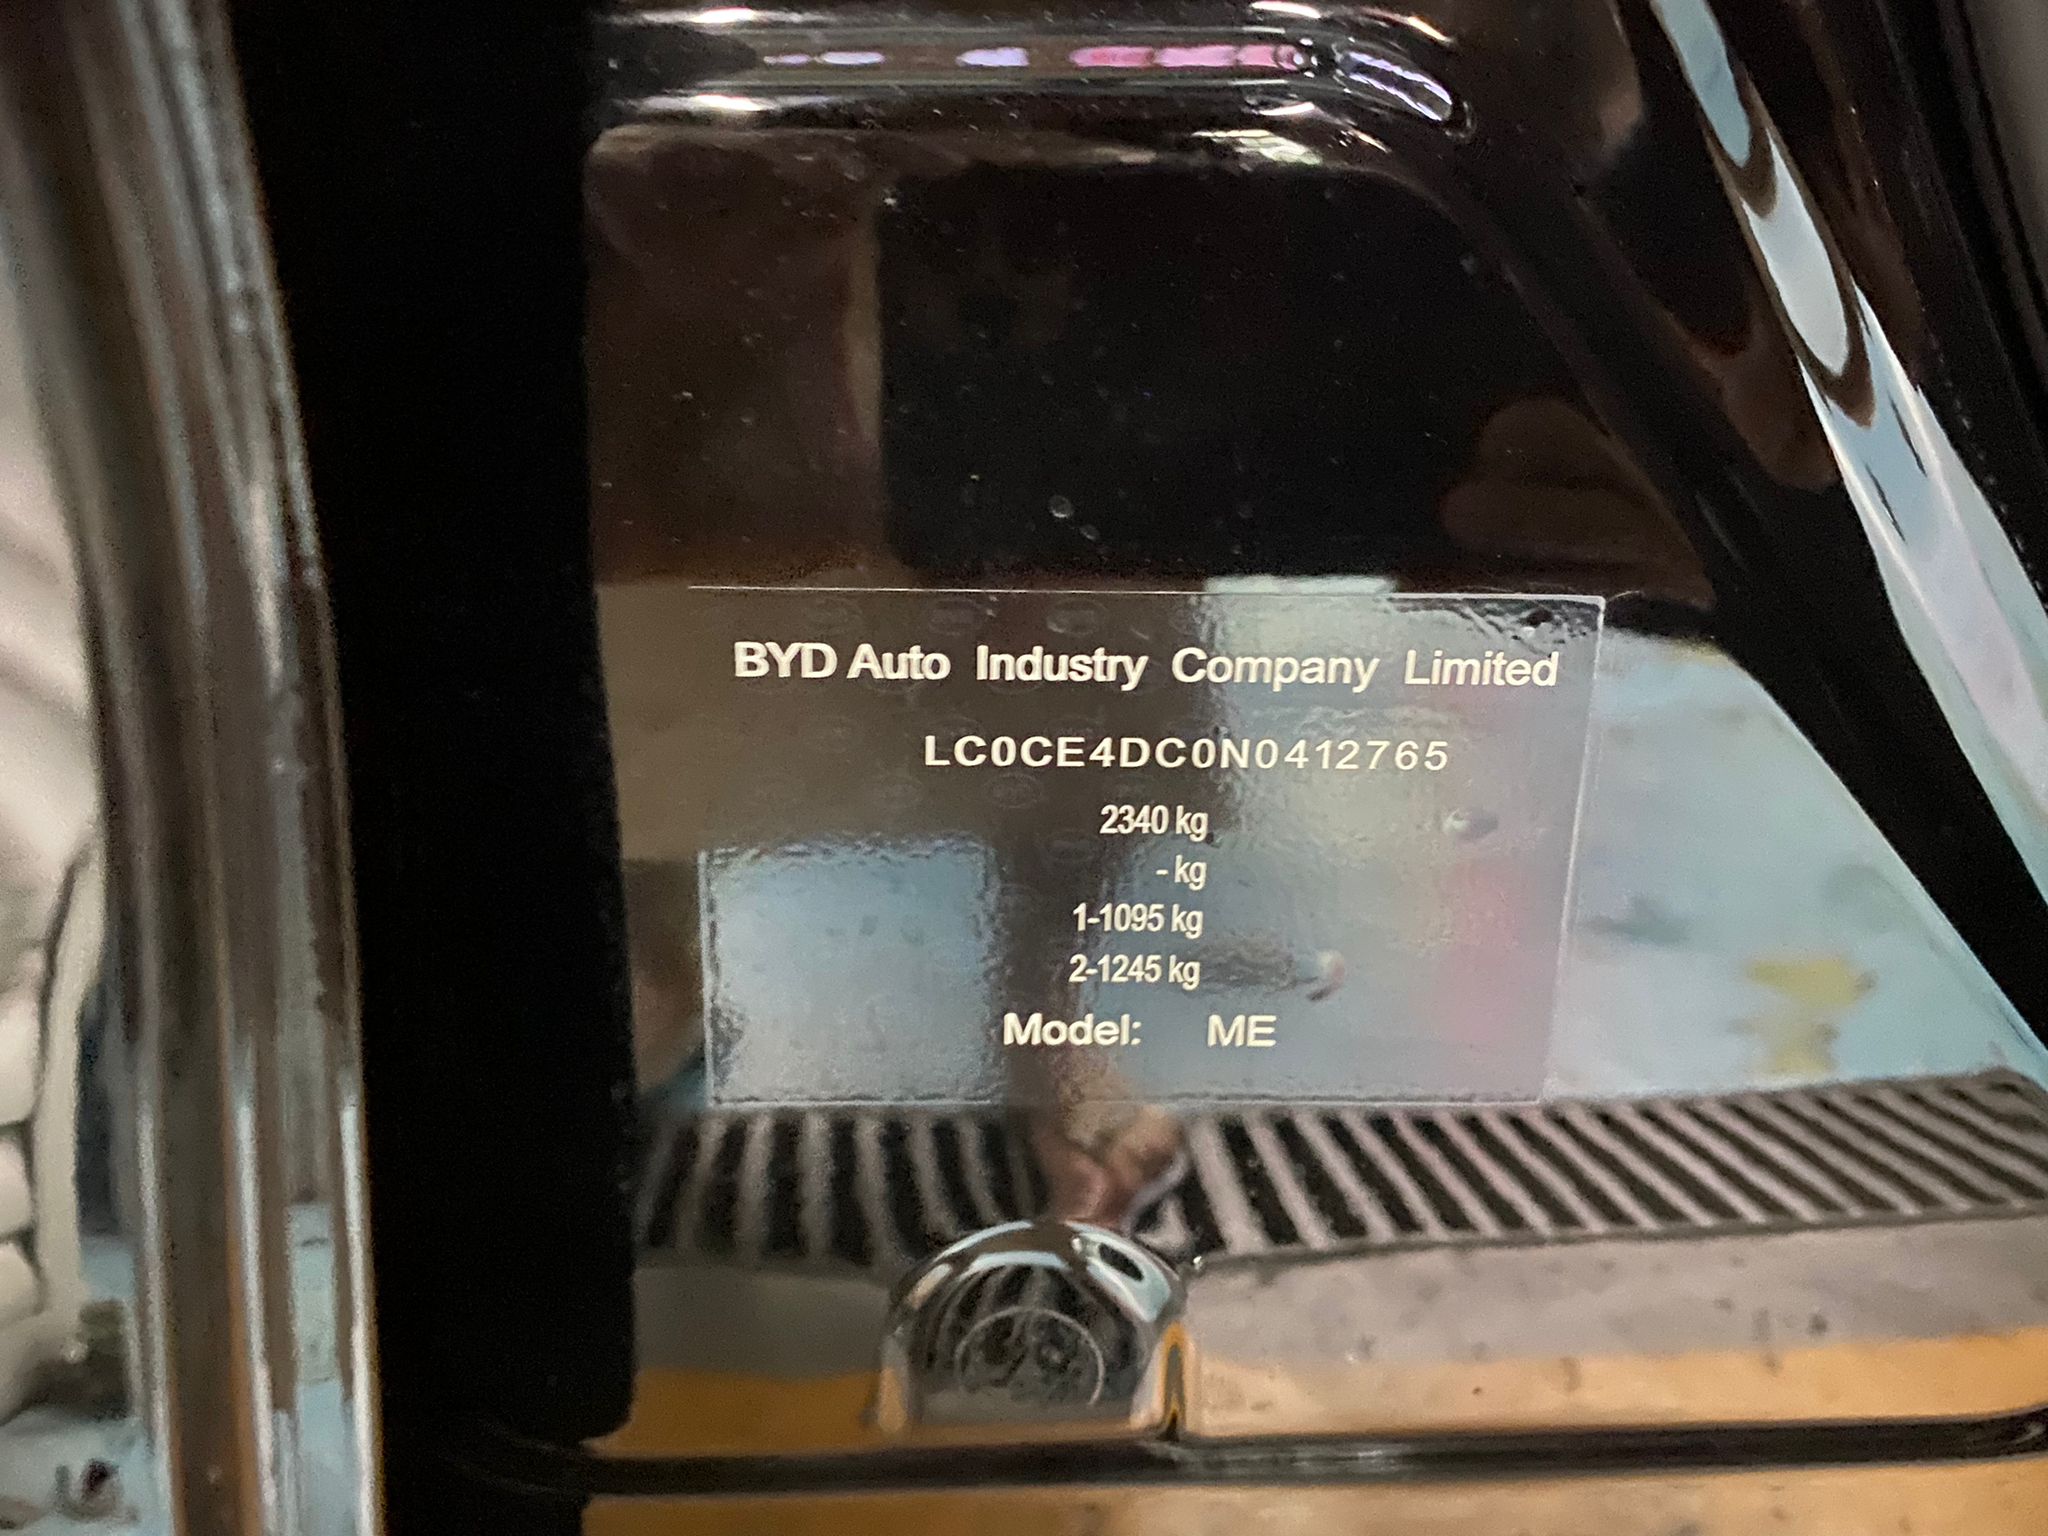 BYD Auto Industry Company Limited
LC0CE4DC0N0412765
2340 kg
- kg
1-1095 kg
2-1245 kg
Model: ME